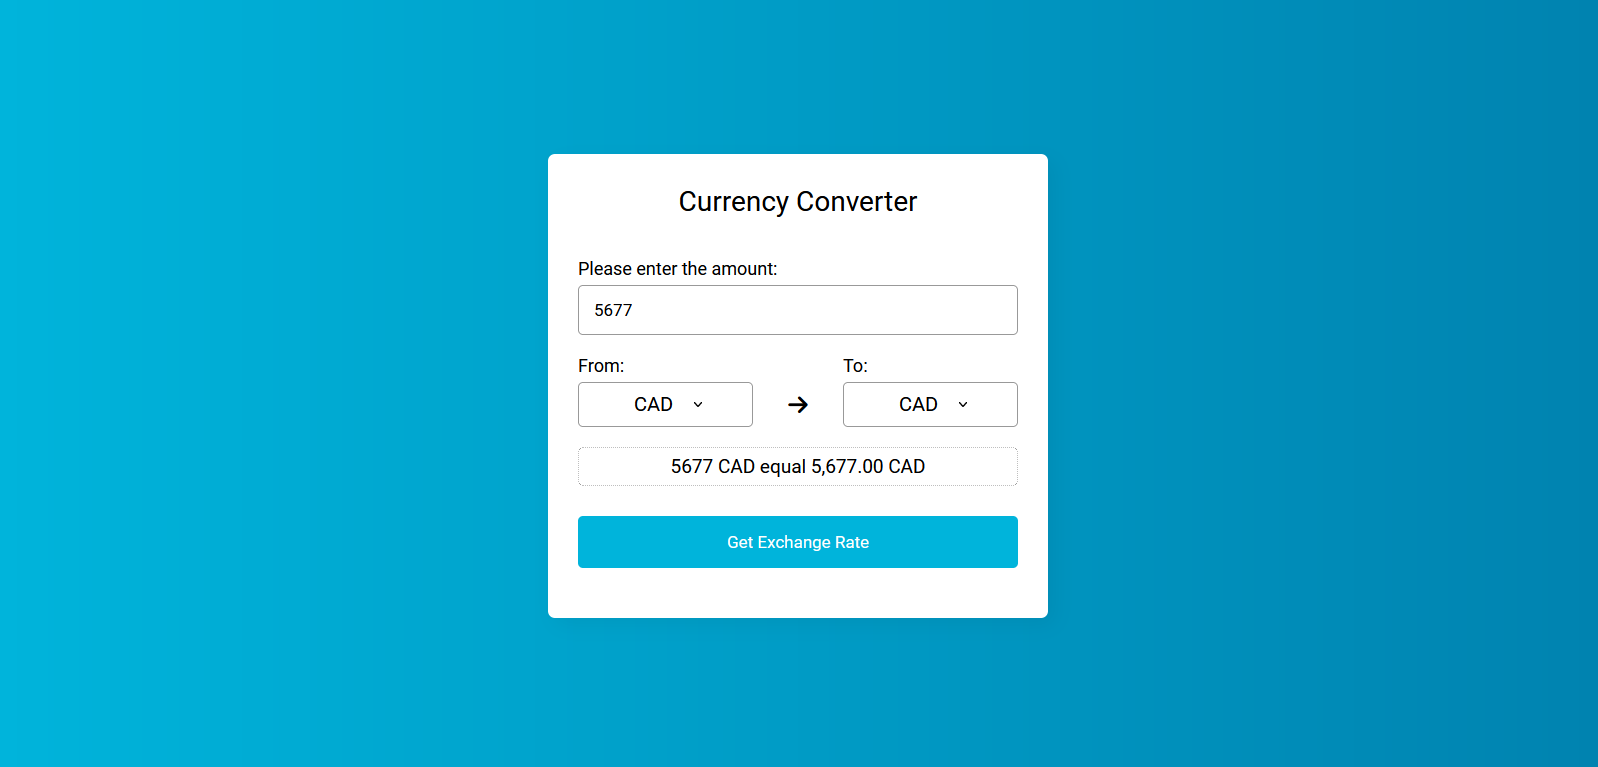 Currency Converter
Please enter the amount:
5677
From: To:
CAD CAD
5677 CAD equal 5,677.00 CAD
Get Exchange Rate